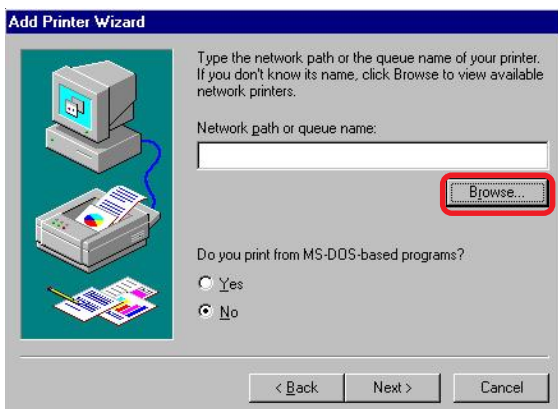 Add Printer Wizard
Type the network path or the queue name of your printer.
If you don't know its name, click Browse to view available
network printers.
Network path or queue name:
Browse...
Do you print from MS-DOS-based programs?
Yes
No
< Back
Next >
Cancel